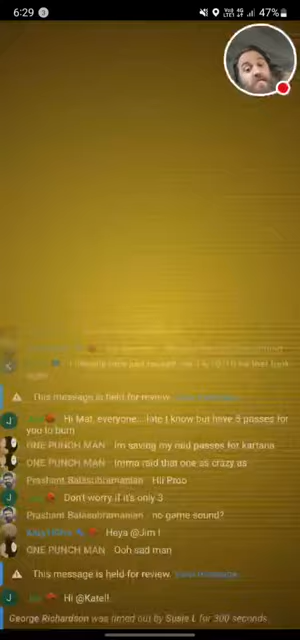 6:29
47%
This message is held for review.
J Hi Mat, everyone... late I know but have 5 passes for
you to burn
ONE PUNCH MAN Im saving my raid passes for kartana
ONE PUNCH MAN Imma raid that one as crazy as
Prashant Balasubramanian Hii Proo
J Don't worry if it's only 3
Prashant Balasubramanian no game sound?
Heya @Jim !
ONE PUNCH MAN Ooh sad man
This message is held for review.
J Hi @Kate!!
George Richardson was timed out by Susie L for 300 seconds.